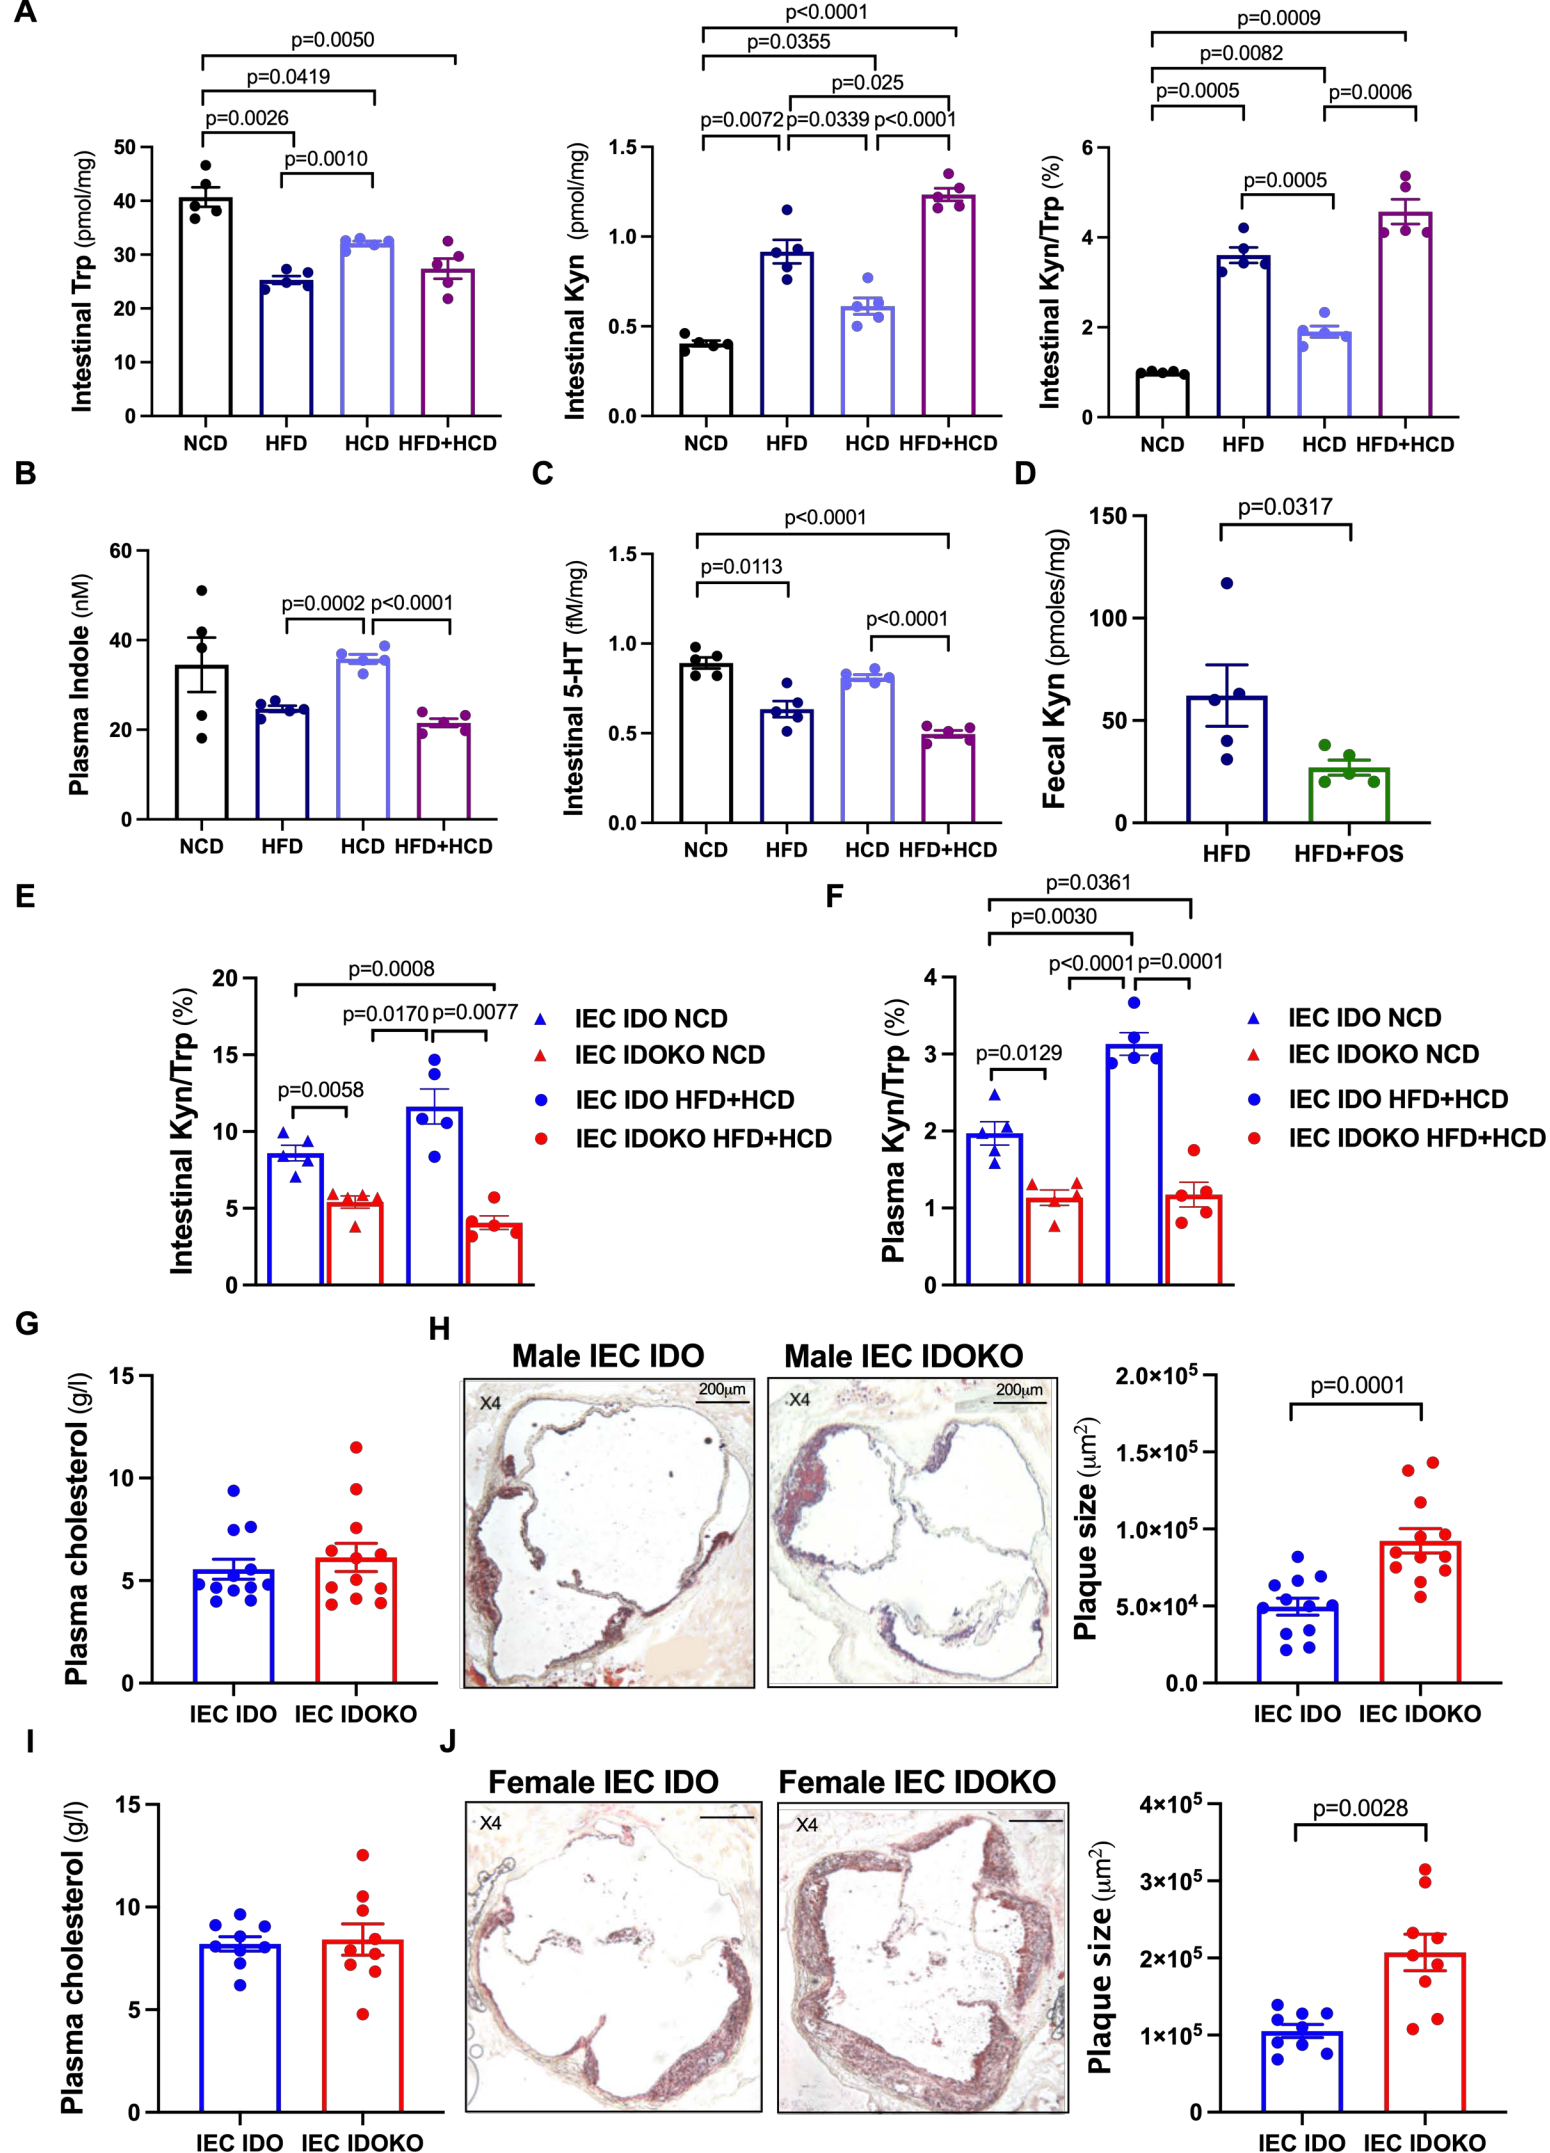 A
p=0.0050
p=0.0419
p=0.0026
p=0.0010
Intestinal Trp (pmol/mg)
50
40
30
20
10
0
NCD HFD HCD HFD+HCD
p<0.0001
p=0.0355
p=0.025
p=0.0072 p=0.0339 p<0.0001
Intestinal Kyn (pmol/mg)
1.5
1.0
0.5
0.0
NCD HFD HCD HFD+HCD
p=0.0009
p=0.0082
p=0.0005 p=0.0006
p=0.0005
Intestinal Kyn/Trp (%)
6
4
2
0
NCD HFD HCD HFD+HCD
B
p=0.0002 p<0.0001
Plasma Indole (nM)
60
40
20
0
NCD HFD HCD HFD+HCD
C
p<0.0001
p=0.0113
p<0.0001
Intestinal 5-HT (fM/mg)
1.5
1.0
0.5
0.0
NCD HFD HCD HFD+HCD
D
p=0.0317
Fecal Kyn (pmoles/mg)
150
100
50
0
HFD HFD+FOS
E
p=0.0008
p=0.0170 p=0.0077
p=0.0058
Intestinal Kyn/Trp (%)
20
15
10
5
0
IEC IDO NCD
IEC IDOKO NCD
IEC IDO HFD+HCD
IEC IDOKO HFD+HCD
F
p=0.0361
p=0.0030
p<0.0001 p=0.0001
p=0.0129
Plasma Kyn/Trp (%)
4
3
2
1
0
IEC IDO NCD
IEC IDOKO NCD
IEC IDO HFD+HCD
IEC IDOKO HFD+HCD
G
Plasma cholesterol (g/l)
15
10
5
0
IEC IDO IEC IDOKO
H
Male IEC IDO
X4
200μm
Male IEC IDOKO
X4
200μm
p=0.0001
Plaque size (μm²)
2.0×10⁵
1.5×10⁵
1.0×10⁵
5.0×10⁴
0.0
IEC IDO IEC IDOKO
I
Plasma cholesterol (g/l)
15
10
5
0
IEC IDO IEC IDOKO
J
Female IEC IDO
X4
Female IEC IDOKO
X4
p=0.0028
Plaque size (μm²)
4×10⁵
3×10⁵
2×10⁵
1×10⁵
0
IEC IDO IEC IDOKO